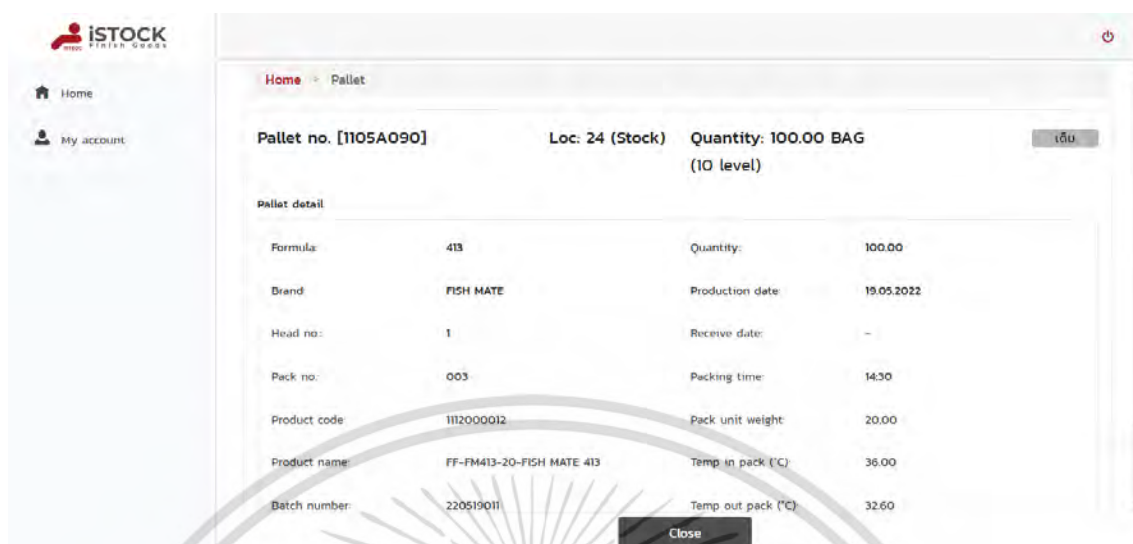 iSTOCK
Finish Goods
Home
My account
Home > Pallet
Pallet no. [1105A090] Loc: 24 (Stock) Quantity: 100.00 BAG เต็ม
(10 level)
Pallet detail
Formula: 413 Quantity: 100.00
Brand: FISH MATE Production date: 19.05.2022
Head no.: 1 Receive date: -
Pack no.: 003 Packing time: 14:30
Product code: 1112000012 Pack unit weight: 20.00
Product name: FF-FM413-20-FISH MATE 413 Temp in pack (°C): 36.00
Batch number: 220519011 Temp out pack (°C): 32.60
Close